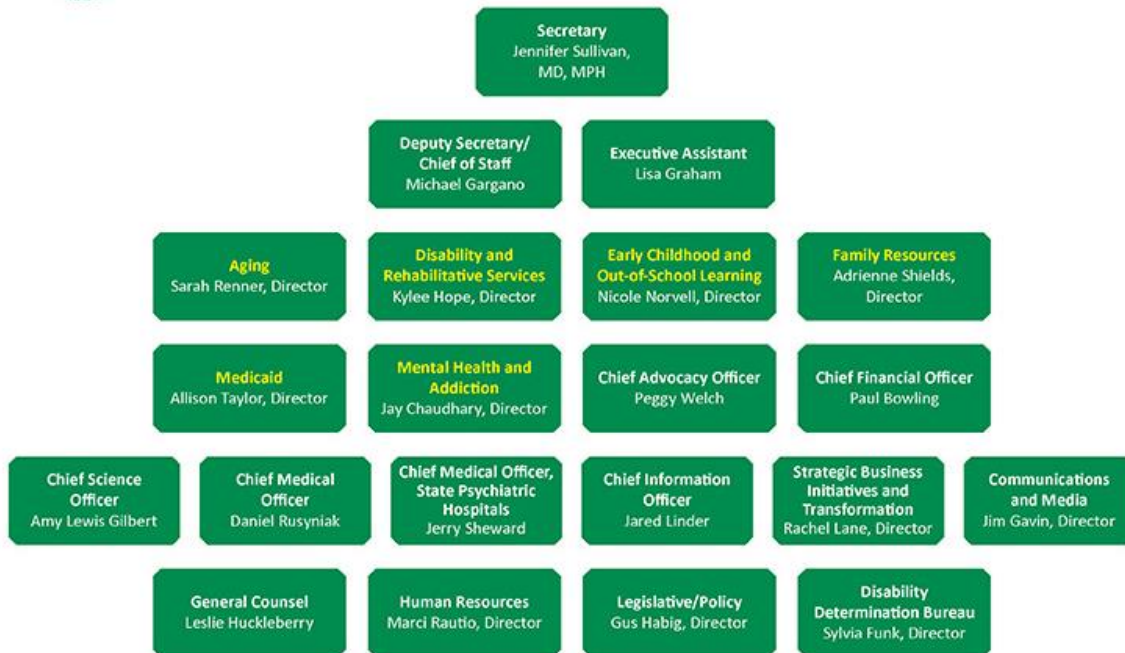 Secretary
Jennifer Sullivan,
MD, MPH
Deputy Secretary/
Chief of Staff
Michael Gargano
Executive Assistant
Lisa Graham
Aging
Sarah Renner, Director
Disability and
Rehabilitative Services
Kylee Hope, Director
Early Childhood and
Out-of-School Learning
Nicole Norvell, Director
Family Resources
Adrienne Shields,
Director
Medicaid
Allison Taylor, Director
Mental Health and
Addiction
Jay Chaudhary, Director
Chief Advocacy Officer
Peggy Welch
Chief Financial Officer
Paul Bowling
Chief Science
Officer
Amy Lewis Gilbert
Chief Medical
Officer
Daniel Rusyniak
Chief Medical Officer,
State Psychiatric
Hospitals
Jerry Sheward
Chief Information
Officer
Jared Linder
Strategic Business
Initiatives and
Transformation
Rachel Lane, Director
Communications
and Media
Jim Gavin, Director
General Counsel
Leslie Huckleberry
Human Resources
Marci Rautio, Director
Legislative/Policy
Gus Habig, Director
Disability
Determination Bureau
Sylvia Funk, Director